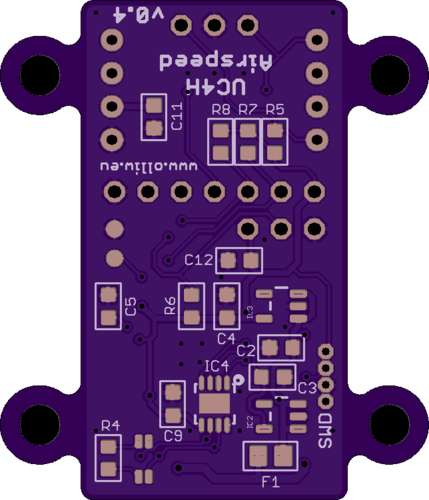 v0.4
UC4H
Airspeed
C11
R8 R7 R5
www.olliw.eu
C12
C5
R6
C4
IC3
C2
IC4
C3
C9
IC2
SWD
R4
F1